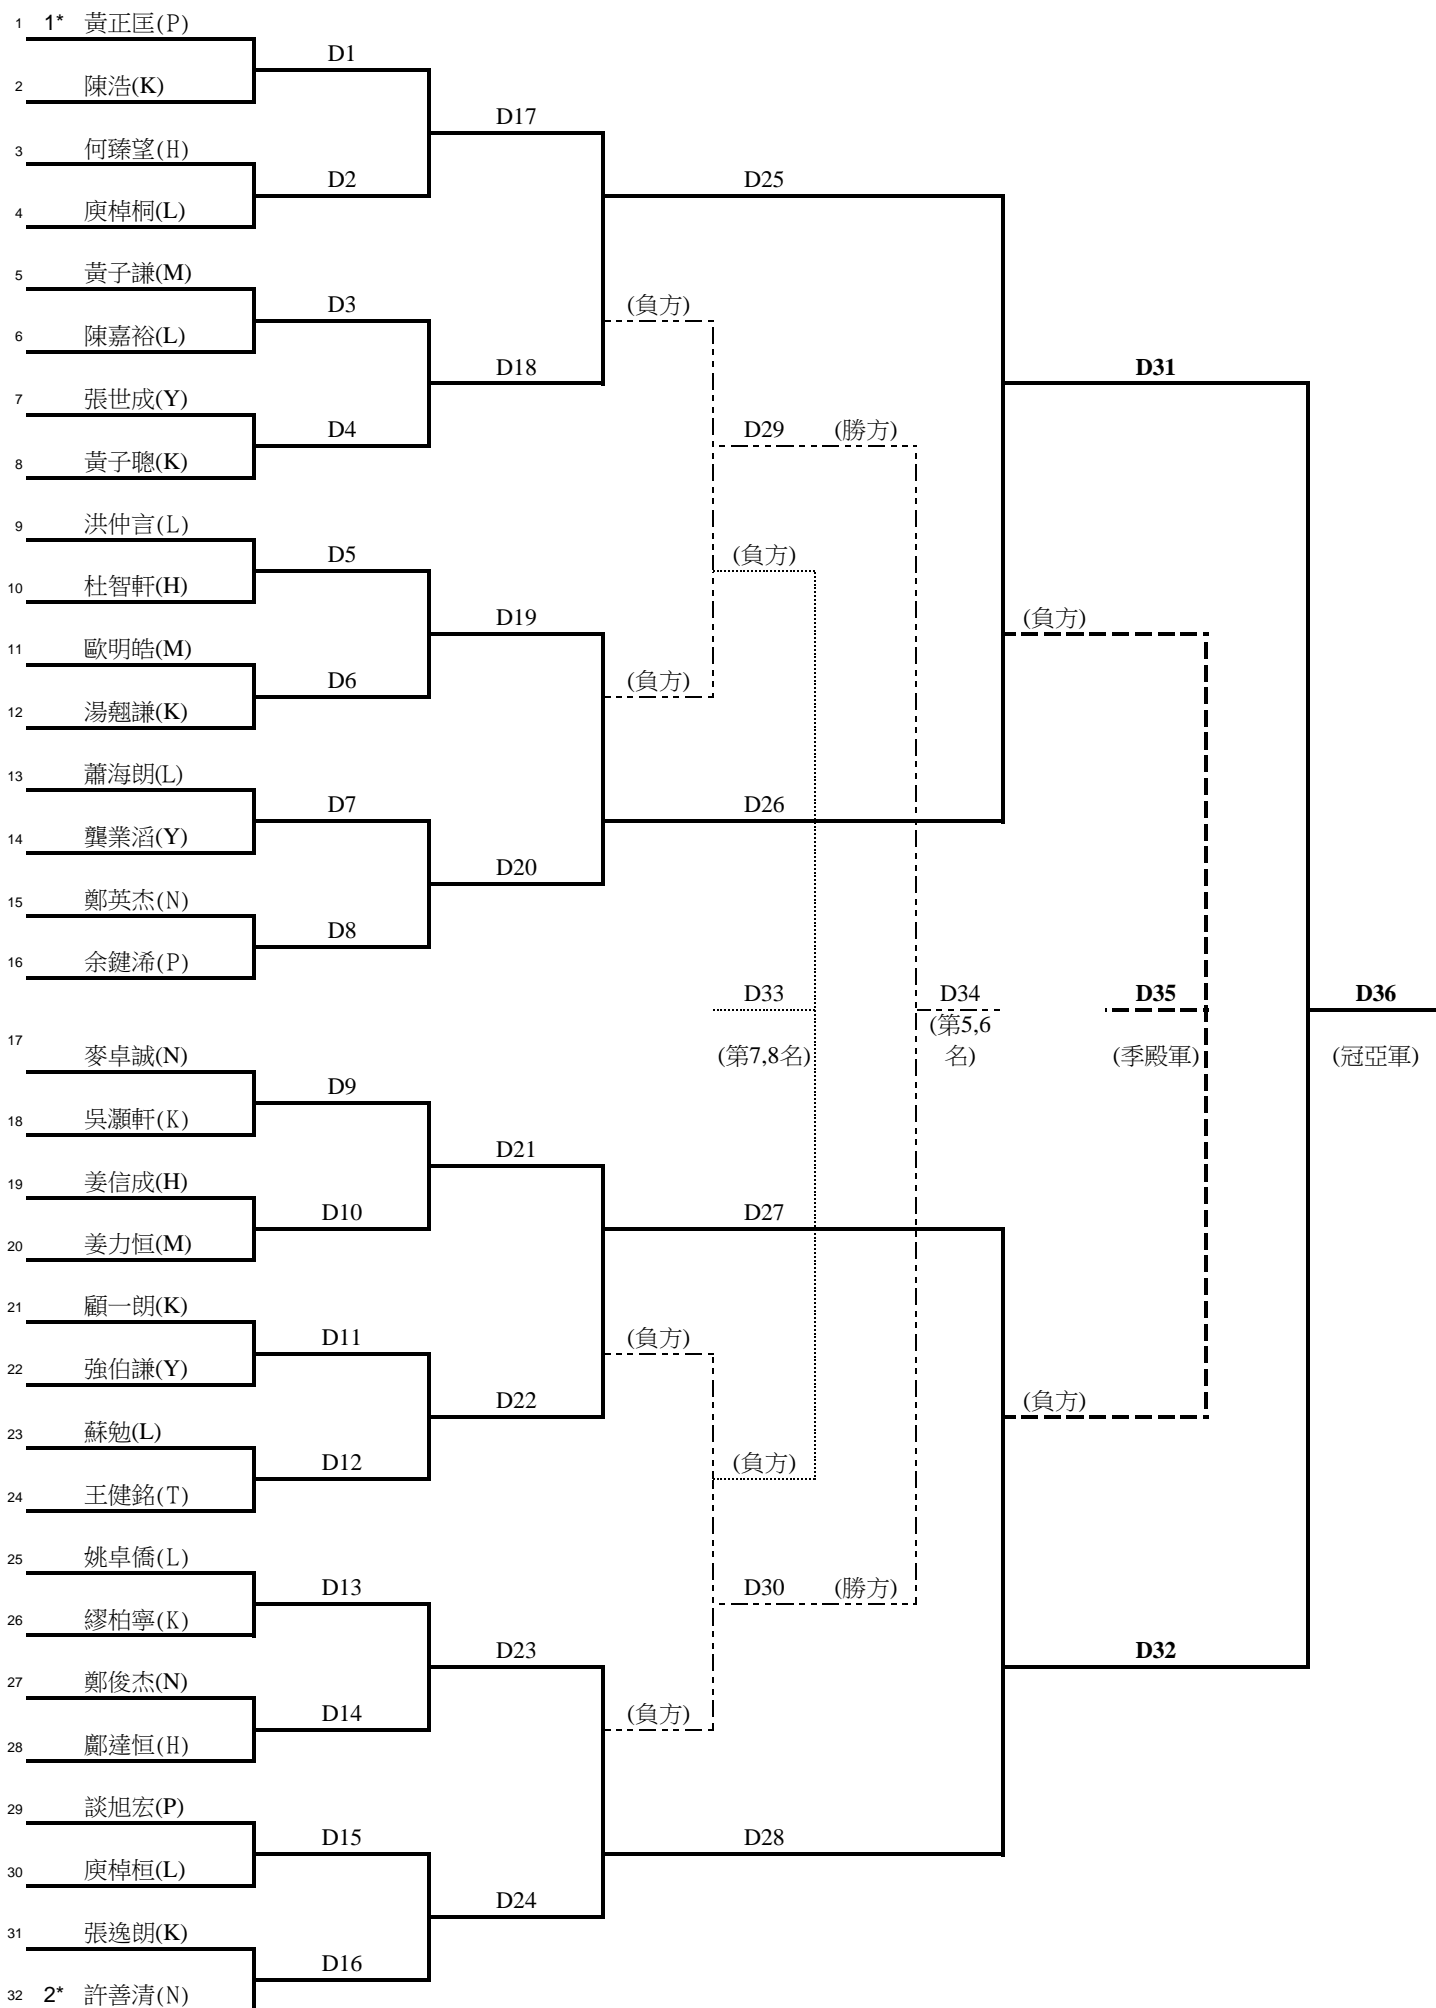 1 1* 黃正匡(P)
D1
2 陳浩(K)
D17
3 何臻望(H)
D2
D25
4 庾棹桐(L)
5 黃子謙(M)
D3
(負方)
6 陳嘉裕(L)
D18
D31
7 張世成(Y)
D4
D29
(勝方)
8 黃子聰(K)
9 洪仲言(L)
D5
(負方)
10 杜智軒(H)
D19
(負方)
11 歐明皓(M)
D6
(負方)
12 湯翹謙(K)
13 蕭海朗(L)
D7
D26
14 龔業滔(Y)
D20
15 鄭英杰(N)
D8
16 余鍵浠(P)
D33
D34
D35
D36
(第7,8名)
(第5,6
名)
(季殿軍)
(冠亞軍)
17 麥卓誠(N)
D9
18 吳灝軒(K)
D21
19 姜信成(H)
D10
D27
20 姜力恒(M)
21 顧一朗(K)
D11
(負方)
22 強伯謙(Y)
D22
(負方)
23 蘇勉(L)
D12
(負方)
24 王健銘(T)
25 姚卓僑(L)
D13
D30
(勝方)
26 繆柏寧(K)
D23
D32
27 鄭俊杰(N)
D14
(負方)
28 鄺達恒(H)
29 談旭宏(P)
D15
D28
30 庾棹桓(L)
D24
31 張逸朗(K)
D16
32 2* 許善清(N)